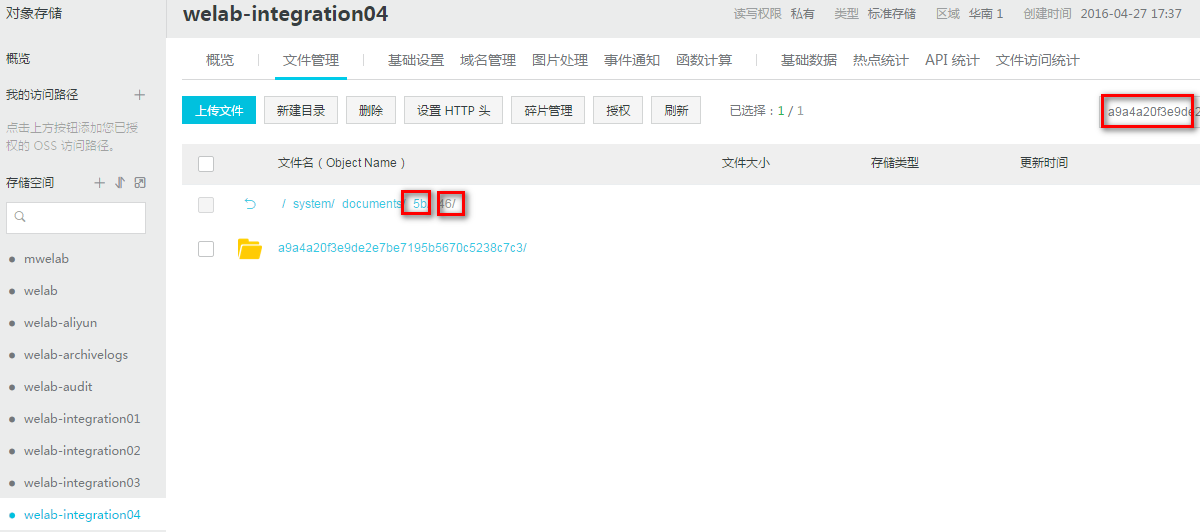 对象存储
welab-integration04
读写权限 私有 类型 标准存储 区域 华南 1 创建时间 2016-04-27 17:37
概览
概览 文件管理 基础设置 域名管理 图片处理 事件通知 函数计算 基础数据 热点统计 API 统计 文件访问统计
我的访问路径
点击上方按钮添加您已授
权的 OSS 访问路径。
上传文件 新建目录 删除 设置 HTTP 头 碎片管理 授权 刷新 已选择：1 / 1 a9a4a20f3e9de2
存储空间
文件名 ( Object Name ) 文件大小 存储类型 更新时间
/ system/ documents/ 5b/ 46/
a9a4a20f3e9de2e7be7195b5670c5238c7c3/
mwelab
welab
welab-aliyun
welab-archivelogs
welab-audit
welab-integration01
welab-integration02
welab-integration03
welab-integration04